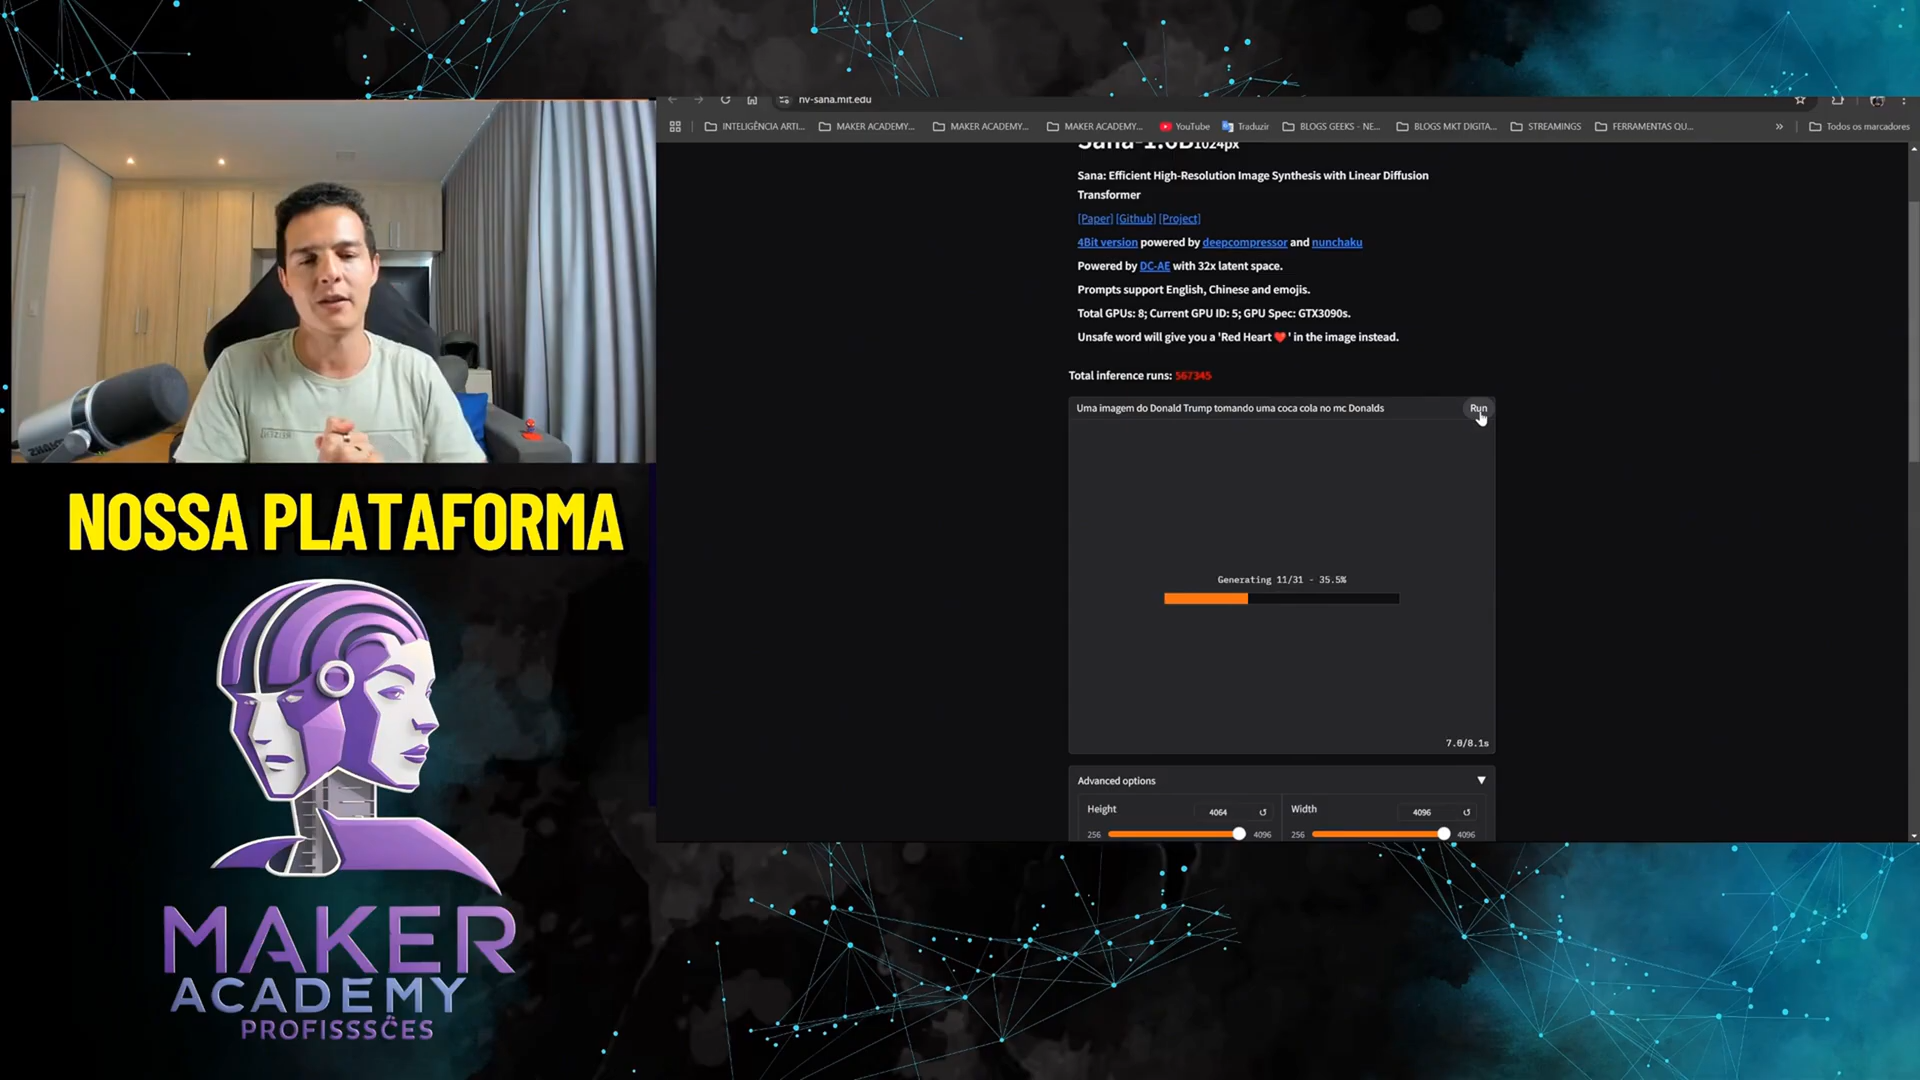 nv-sana.mit.edu
INTELIGÊNCIA ARTI...
MAKER ACADEMY...
MAKER ACADEMY...
MAKER ACADEMY...
YouTube
Traduzir
BLOGS GEEKS - NE...
BLOGS MKT DIGITA...
STREAMINGS
FERRAMENTAS QU...
»
Todos os marcadores
Sana-1.6B1024px
Sana: Efficient High-Resolution Image Synthesis with Linear Diffusion
Transformer
[Paper] [Github] [Project]
4Bit version powered by deepcompressor and nunchaku
Powered by DC-AE with 32x latent space.
Prompts support English, Chinese and emojis.
Total GPUs: 8; Current GPU ID: 5; GPU Spec: GTX3090s.
Unsafe word will give you a 'Red Heart ❤️' in the image instead.
Total inference runs: 567345
Uma imagem do Donald Trump tomando uma coca cola no mc Donalds
Run
Generating 11/31 - 35.5%
7.0/8.1s
Advanced options
Height
4064
256
4096
Width
4096
256
4096
NOSSA PLATAFORMA
MAKER
ACADEMY
PROFISSSÕES